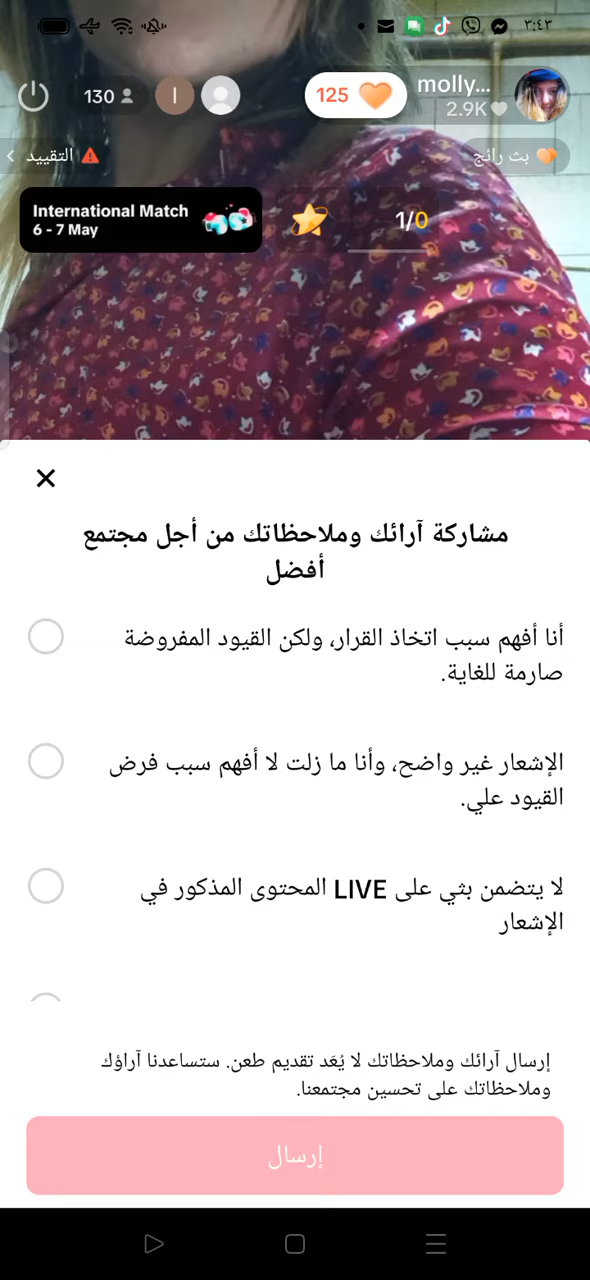 ٣:٤٣
130
I
125
molly...
2.9K
التقييد
بث رائج
International Match
6 - 7 May
1/0
مشاركة آرائك وملاحظاتك من أجل مجتمع
أفضل
أنا أفهم سبب اتخاذ القرار، ولكن القيود المفروضة
صارمة للغاية.
الإشعار غير واضح، وأنا ما زلت لا أفهم سبب فرض
القيود علي.
لا يتضمن بثي على LIVE المحتوى المذكور في
الإشعار
إرسال آرائك وملاحظاتك لا يُعَد تقديم طعن. ستساعدنا آراؤك
وملاحظاتك على تحسين مجتمعنا.
إرسال